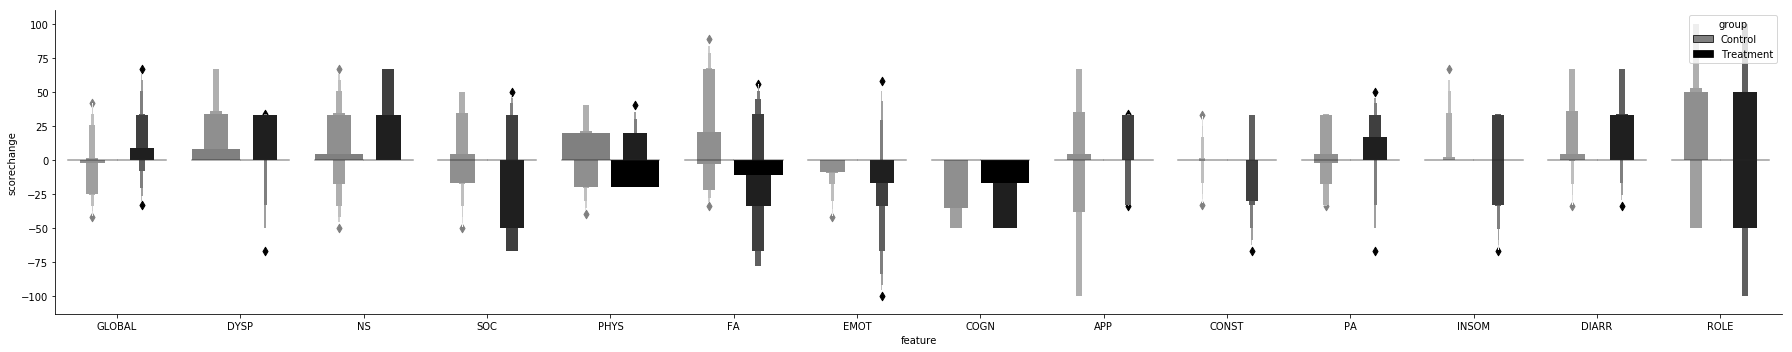 group
Control
Treatment
100
75
50
25
0
−25
−50
−75
−100
scorechange
GLOBAL DYSP NS SOC PHYS FA EMOT COGN APP CONST PA INSOM DIARR ROLE
feature